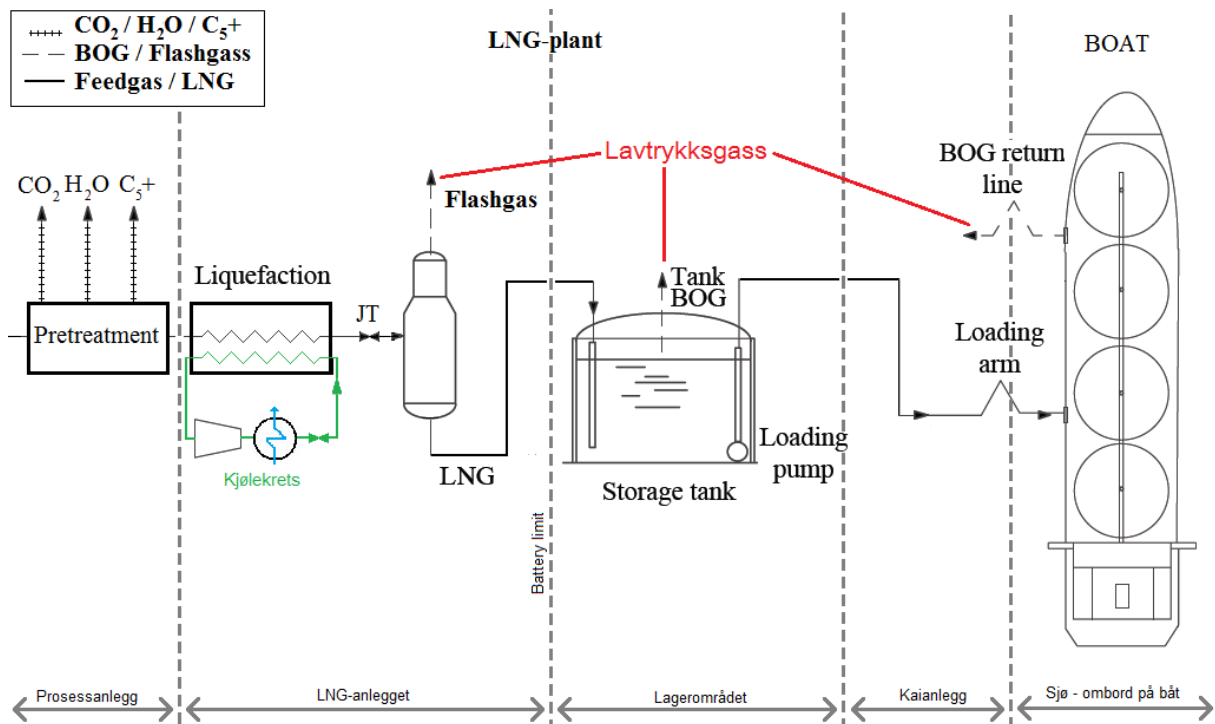 CO2 / H2O / C5+
BOG / Flashgass
Feedgas / LNG
LNG-plant
BOAT
Lavtrykksgass
BOG return
line
CO2 H2O C5+
Flashgas
Liquefaction
Tank
BOG
JT
Pretreatment
Loading
arm
Kjølekrets
LNG
Loading
pump
Storage tank
Battery limit
Prosessanlegg
LNG-anlegget
Lagerområdet
Kaianlegg
Sjø - ombord på båt